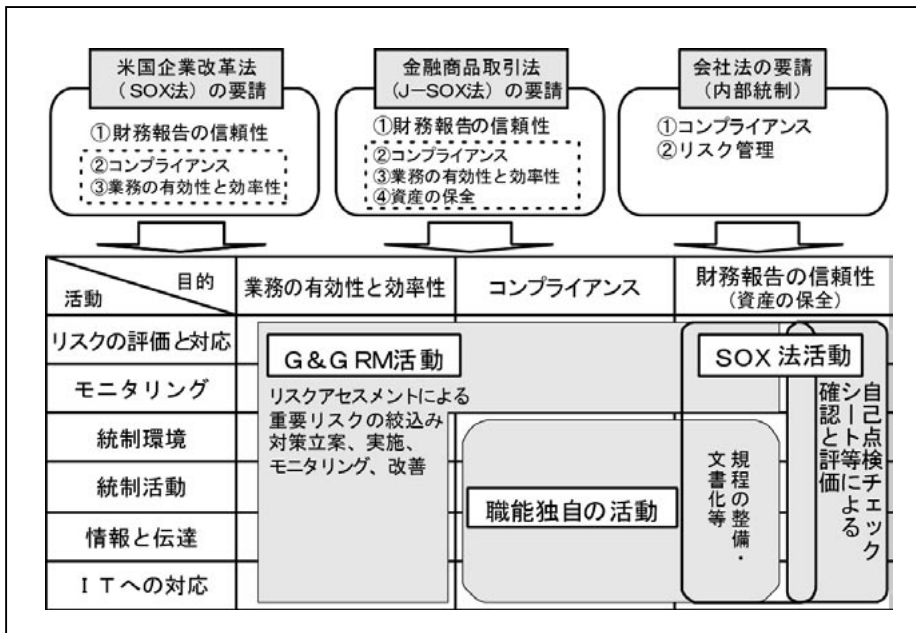 米国企業改革法
（SOX法）の要請
①財務報告の信頼性
②コンプライアンス
③業務の有効性と効率性
金融商品取引法
（J－SOX法）の要請
①財務報告の信頼性
②コンプライアンス
③業務の有効性と効率性
④資産の保全
会社法の要請
（内部統制）
①コンプライアンス
②リスク管理
目的
活動
業務の有効性と効率性
コンプライアンス
財務報告の信頼性
（資産の保全）
リスクの評価と対応
モニタリング
統制環境
統制活動
情報と伝達
ＩＴへの対応
G＆G RM活動
リスクアセスメントによる
重要リスクの絞込み
対策立案、実施、
モニタリング、改善
職能独自の活動
SOX法活動
規程の整備・
文書化等
自己点検チェック
シート等による
確認と評価